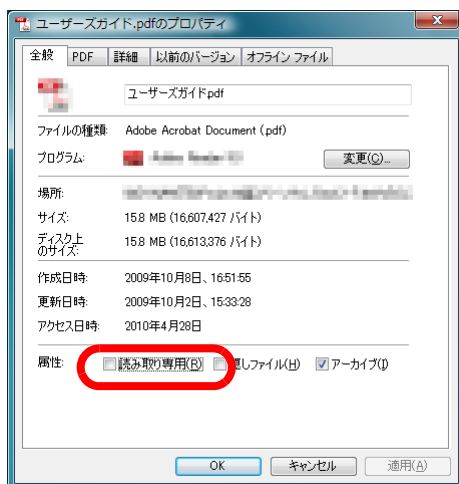 ユーザーズガイド.pdfのプロパティ
全般 PDF 詳細 以前のバージョン オフライン ファイル
ユーザーズガイド.pdf
ファイルの種類: Adobe Acrobat Document (.pdf)
プログラム: 変更(C)...
場所:
サイズ: 15.8 MB (16,607,427 バイト)
ディスク上
のサイズ: 15.8 MB (16,613,376 バイト)
作成日時: 2009年10月8日、16:51:55
更新日時: 2009年10月2日、15:33:28
アクセス日時: 2010年4月28日
属性: 読み取り専用(R) 隠しファイル(H) アーカイブ(I)
OK キャンセル 適用(A)